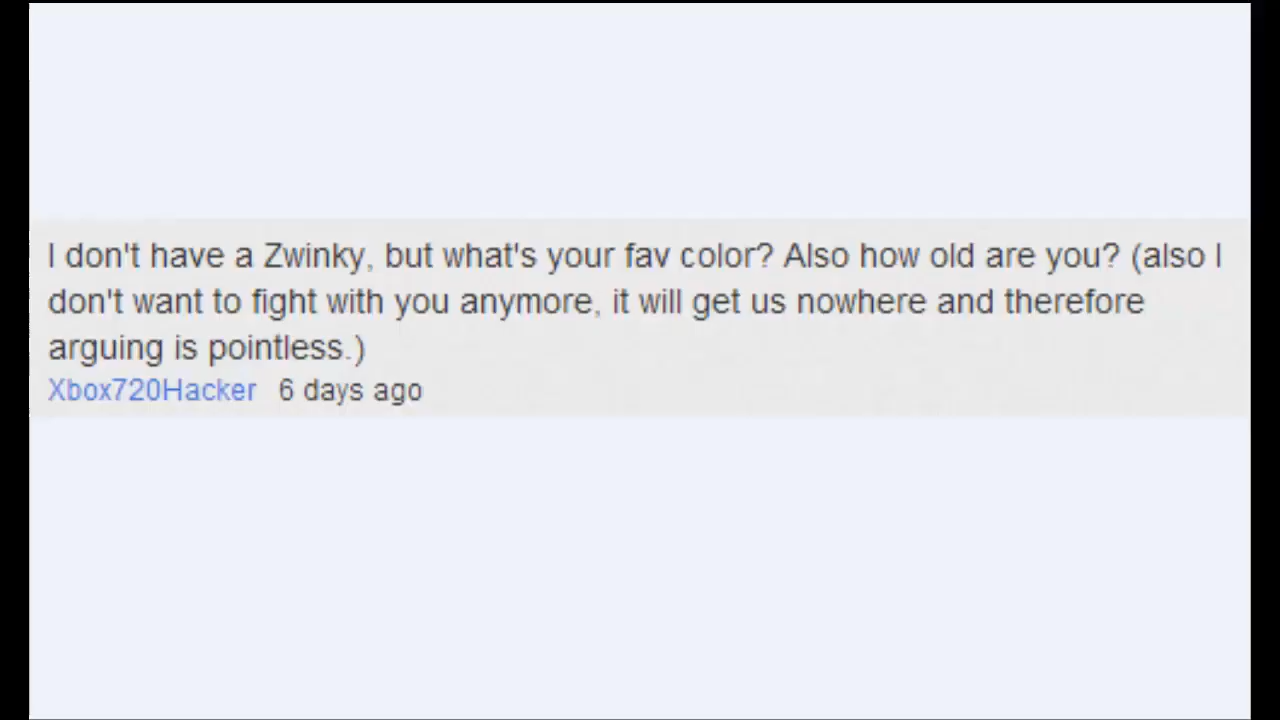 I don't have a Zwinky, but what's your fav color? Also how old are you? (also I
don't want to fight with you anymore, it will get us nowhere and therefore
arguing is pointless.)
Xbox720Hacker 6 days ago